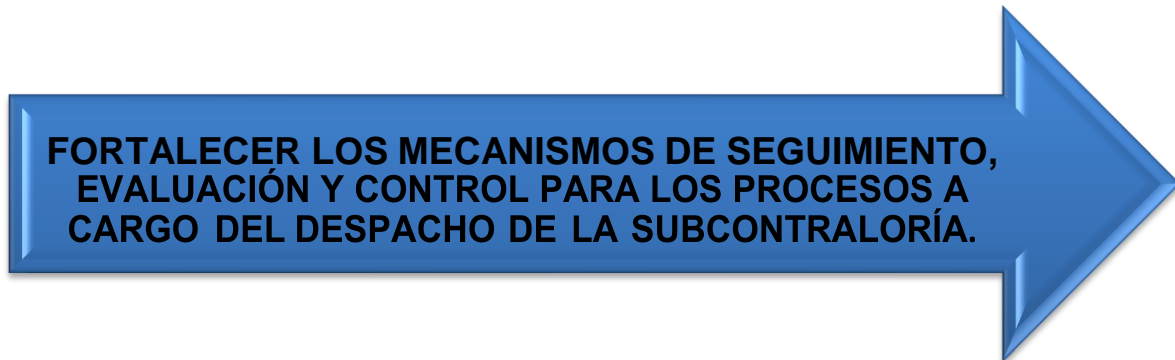 FORTALECER LOS MECANISMOS DE SEGUIMIENTO,
EVALUACIÓN Y CONTROL PARA LOS PROCESOS A
CARGO DEL DESPACHO DE LA SUBCONTRALORÍA.